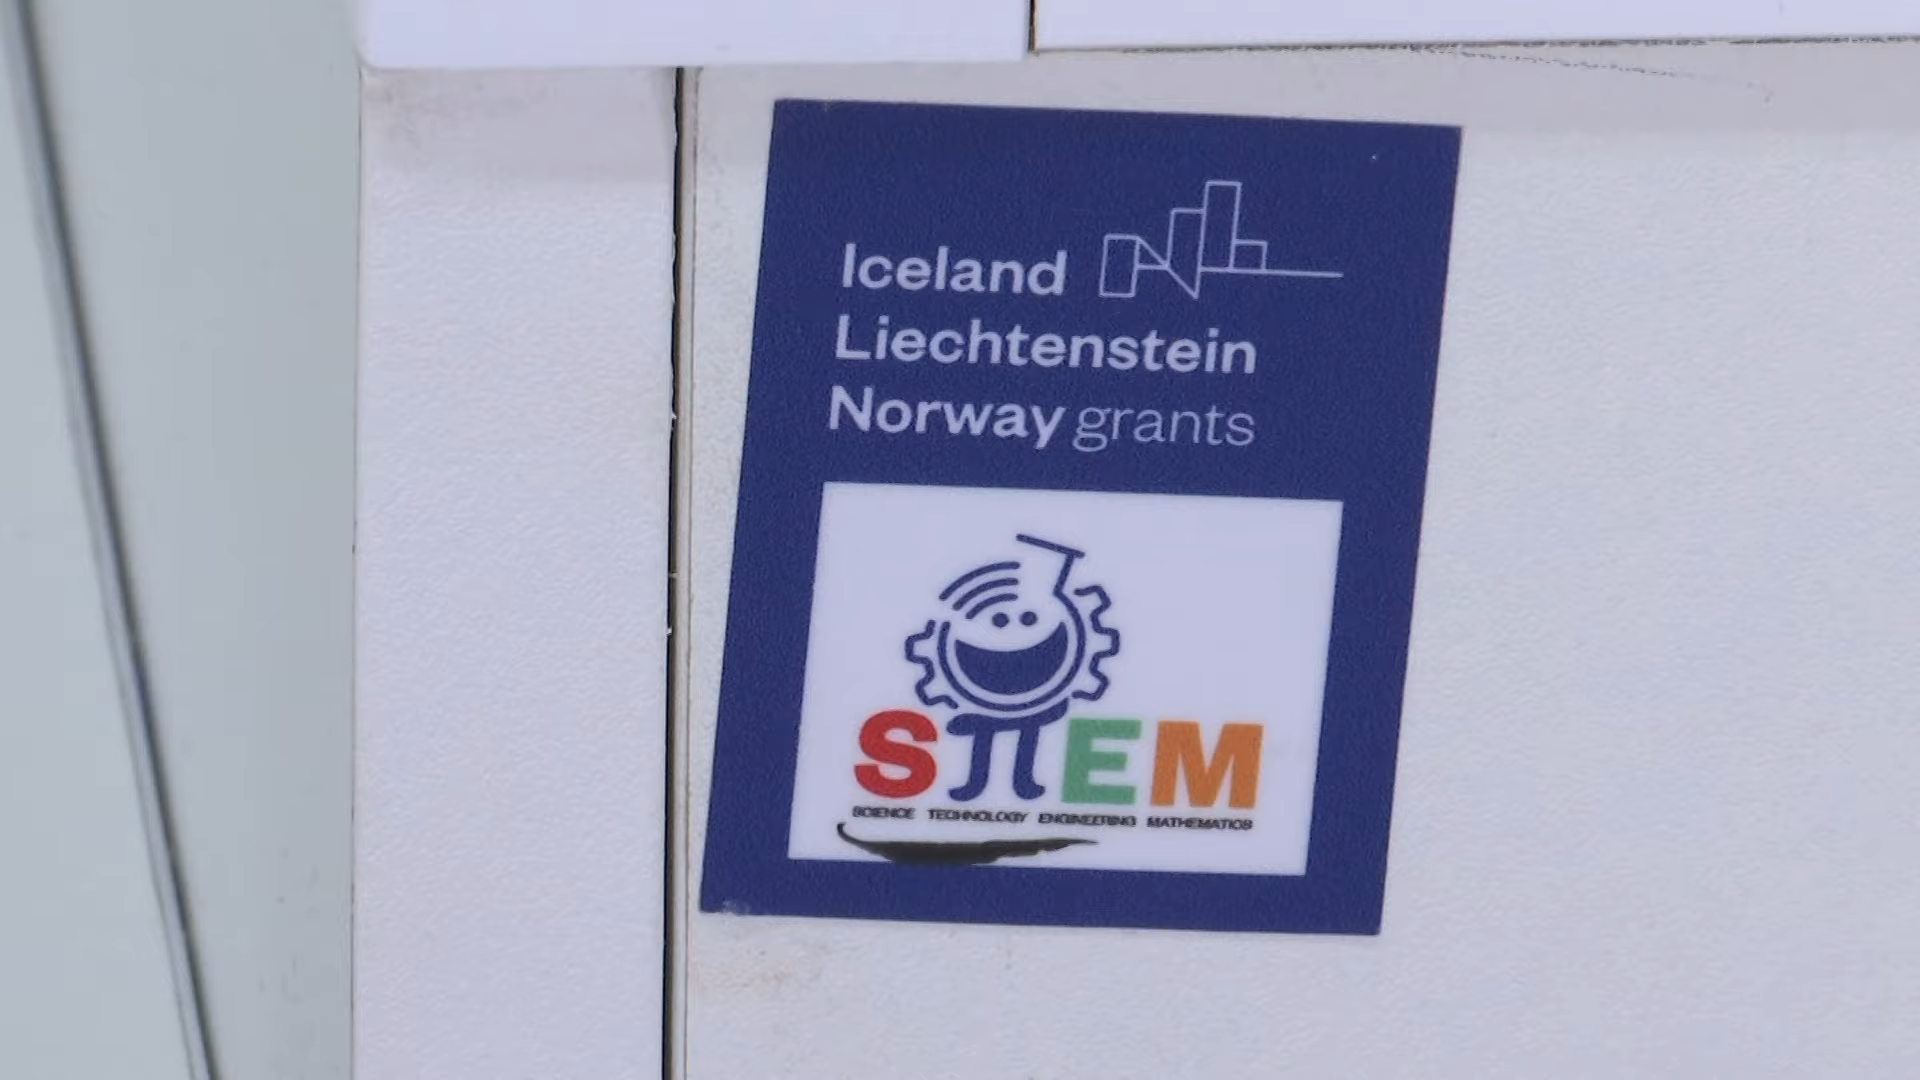 Iceland
Liechtenstein
Norway grants
SπEM
SCIENCE TECHNOLOGY ENGINEERING MATHEMATICS